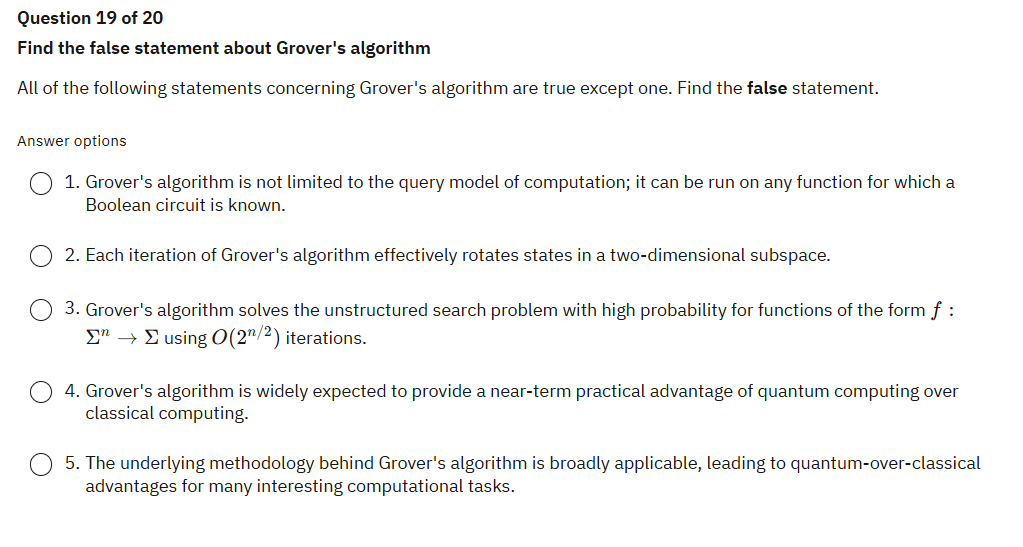 Question 19 of 20
Find the false statement about Grover's algorithm
All of the following statements concerning Grover's algorithm are true except one. Find the false statement.
Answer options
1. Grover's algorithm is not limited to the query model of computation; it can be run on any function for which a
Boolean circuit is known.
2. Each iteration of Grover's algorithm effectively rotates states in a two-dimensional subspace.
3. Grover's algorithm solves the unstructured search problem with high probability for functions of the form f :
Σⁿ → Σ using O(2^{n/2}) iterations.
4. Grover's algorithm is widely expected to provide a near-term practical advantage of quantum computing over
classical computing.
5. The underlying methodology behind Grover's algorithm is broadly applicable, leading to quantum-over-classical
advantages for many interesting computational tasks.